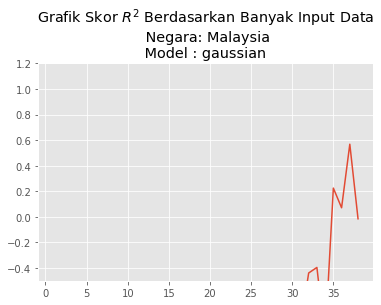 Grafik Skor $R^2$ Berdasarkan Banyak Input Data
Negara: Malaysia
Model : gaussian
1.2
1.0
0.8
0.6
0.4
0.2
0.0
−0.2
−0.4
0 5 10 15 20 25 30 35